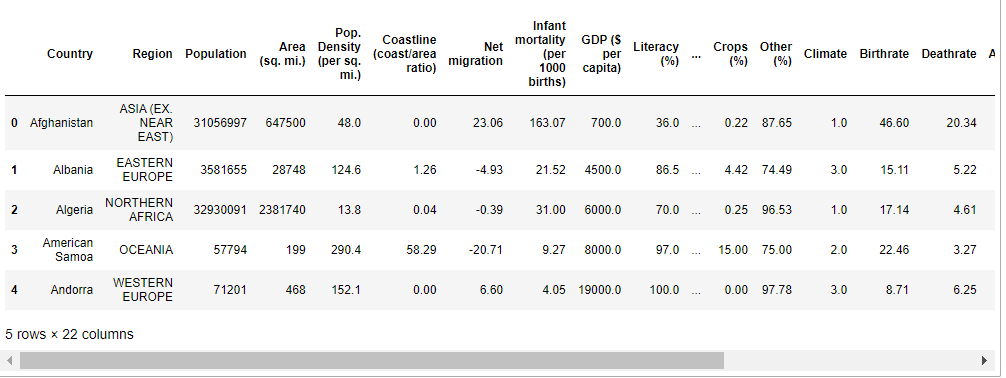 Country Region Population Area (sq. mi.) Pop. Density (per sq. mi.) Coastline (coast/area ratio) Net migration Infant mortality (per 1000 births) GDP ($ per capita) Literacy (%) ... Crops (%) Other (%) Climate Birthrate Deathrate A
0 Afghanistan ASIA (EX. NEAR EAST) 31056997 647500 48.0 0.00 23.06 163.07 700.0 36.0 ... 0.22 87.65 1.0 46.60 20.34
1 Albania EASTERN EUROPE 3581655 28748 124.6 1.26 -4.93 21.52 4500.0 86.5 ... 4.42 74.49 3.0 15.11 5.22
2 Algeria NORTHERN AFRICA 32930091 2381740 13.8 0.04 -0.39 31.00 6000.0 70.0 ... 0.25 96.53 1.0 17.14 4.61
3 American Samoa OCEANIA 57794 199 290.4 58.29 -20.71 9.27 8000.0 97.0 ... 15.00 75.00 2.0 22.46 3.27
4 Andorra WESTERN EUROPE 71201 468 152.1 0.00 6.60 4.05 19000.0 100.0 ... 0.00 97.78 3.0 8.71 6.25
5 rows × 22 columns